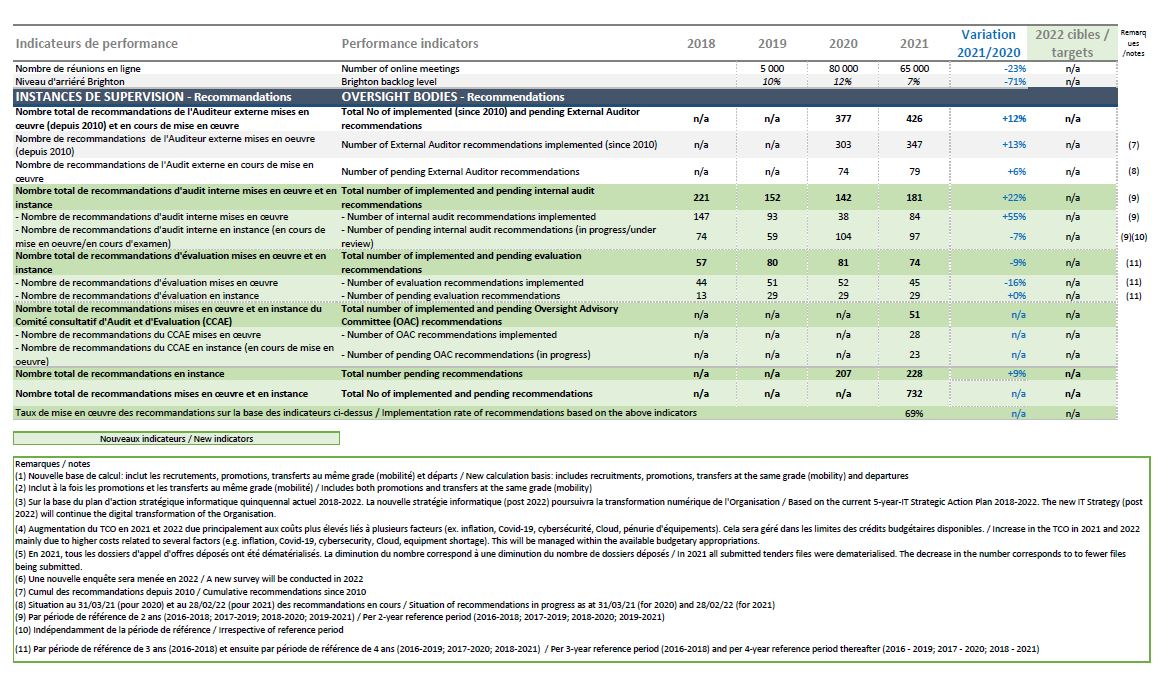 Indicateurs de performance Performance indicators 2018 2019 2020 2021 Variation 2021/2020 2022 cibles / targets Remarq ues /notes
Nombre de réunions en ligne Number of online meetings 5 000 80 000 65 000 -23% n/a
Niveau d'arriéré Brighton Brighton backlog level 10% 12% 7% -71% n/a
INSTANCES DE SUPERVISION - Recommandations OVERSIGHT BODIES - Recommendations
Nombre total de recommandations de l'Auditeur externe mises en Total No of implemented (since 2010) and pending External Auditor
œuvre (depuis 2010) et en cours de mise en œuvre recommendations n/a n/a 377 426 +12% n/a
Nombre de recommandations de l'Auditeur externe mises en oeuvre
(depuis 2010) Number of External Auditor recommendations implemented (since 2010) n/a n/a 303 347 +13% n/a (7)
Nombre de recommandations de l'Audit externe en cours de mise en
œuvre Number of pending External Auditor recommendations n/a n/a 74 79 +6% n/a (8)
Nombre total de recommandations d'audit interne mises en œuvre et en Total number of implemented and pending internal audit
instance recommendations 221 152 142 181 +22% n/a (9)
- Nombre de recommandations d'audit interne mises en œuvre - Number of internal audit recommendations implemented 147 93 38 84 +55% n/a (9)
- Nombre de recommandations d'audit interne en instance (en cours de - Number of pending internal audit recommendations (in progress/under
mise en oeuvre/en cours d'examen) review) 74 59 104 97 -7% n/a (9)(10)
Nombre total de recommandations d'évaluation mises en œuvre et en Total number of implemented and pending evaluation
instance recommendations 57 80 81 74 -9% n/a (11)
- Nombre de recommandations d'évaluation mises en œuvre - Number of evaluation recommendations implemented 44 51 52 45 -16% n/a (11)
- Nombre de recommandations d'évaluation en instance - Number of pending evaluation recommendations 13 29 29 29 +0% n/a (11)
Nombre total de recommandations mises en œuvre et en instance du Total number of implemented and pending Oversight Advisory
Comité consultatif d'Audit et d'Evaluation (CCAE) Committee (OAC) recommendations n/a n/a n/a 51 n/a n/a
- Nombre de recommandations du CCAE mises en œuvre - Number of OAC recommendations implemented n/a n/a n/a 28 n/a n/a
- Nombre de recommandations du CCAE en instance (en cours de mise en
oeuvre) - Number of pending OAC recommendations (in progress) n/a n/a n/a 23 n/a n/a
Nombre total de recommandations en instance Total number pending recommendations n/a n/a 207 228 +9% n/a
Nombre total de recommandations mises en œuvre et en instance Total No of implemented and pending recommendations n/a n/a n/a 732 n/a n/a
Taux de mise en œuvre des recommandations sur la base des indicateurs ci-dessus / Implementation rate of recommendations based on the above indicators 69% n/a n/a
Nouveaux indicateurs / New indicators
Remarques / notes
(1) Nouvelle base de calcul: inclut les recrutements, promotions, transferts au même grade (mobilité) et départs / New calculation basis: includes recruitments, promotions, transfers at the same grade (mobility) and departures
(2) Inclut à la fois les promotions et les transferts au même grade (mobilité) / Includes both promotions and transfers at the same grade (mobility)
(3) Sur la base du plan d'action stratégique informatique quinquennal actuel 2018-2022. La nouvelle stratégie informatique (post 2022) poursuivra la transformation numérique de l'Organisation / Based on the current 5-year-IT Strategic Action Plan 2018-2022. The new IT Strategy (post
2022) will continue the digital transformation of the Organisation.
(4) Augmentation du TCO en 2021 et 2022 due principalement aux coûts plus élevés liés à plusieurs facteurs (ex. inflation, Covid-19, cybersécurité, Cloud, pénurie d'équipements). Cela sera géré dans les limites des crédits budgétaires disponibles. / Increase in the TCO in 2021 and 2022
mainly due to higher costs related to several factors (e.g. inflation, Covid-19, cybersecurity, Cloud, equipment shortage). This will be managed within the available budgetary appropriations.
(5) En 2021, tous les dossiers d'appel d'offres déposés ont été dématérialisés. La diminution du nombre correspond à une diminution du nombre de dossiers déposés / In 2021 all submitted tenders files were dematerialised. The decrease in the number corresponds to to fewer files
being submitted.
(6) Une nouvelle enquête sera menée en 2022 / A new survey will be conducted in 2022
(7) Cumul des recommandations depuis 2010 / Cumulative recommendations since 2010
(8) Situation au 31/03/21 (pour 2020) et au 28/02/22 (pour 2021) des recommandations en cours / Situation of recommendations in progress as at 31/03/21 (for 2020) and 28/02/22 (for 2021)
(9) Par période de référence de 2 ans (2016-2018; 2017-2019; 2018-2020; 2019-2021) / Per 2-year reference period (2016-2018; 2017-2019; 2018-2020; 2019-2021)
(10) Indépendamment de la période de référence / Irrespective of reference period
(11) Par période de référence de 3 ans (2016-2018) et ensuite par période de référence de 4 ans (2016-2019; 2017-2020; 2018-2021) / Per 3-year reference period (2016-2018) and per 4-year reference period thereafter (2016 - 2019; 2017 - 2020; 2018 - 2021)